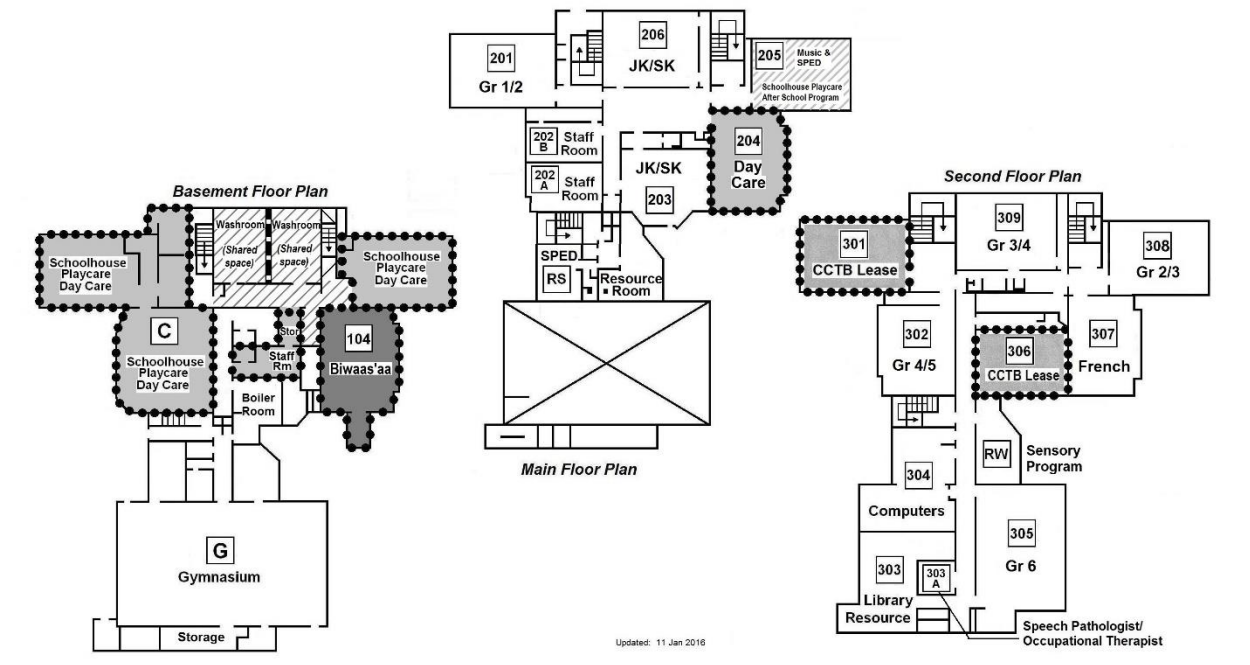 Basement Floor Plan
Washroom
(Shared
space)
Washroom
(Shared
space)
Schoolhouse
Playcare
Day Care
Schoolhouse
Playcare
Day Care
C
Schoolhouse
Playcare
Day Care
Stor
Staff
Rm
104
Biwaas'aa
Boiler
Room
G
Gymnasium
Storage
201
Gr 1/2
206
JK/SK
205
Music &
SPED
Schoolhouse Playcare
After School Program
202
B
Staff
Room
202
A
Staff
Room
JK/SK
203
204
Day
Care
SPED
RS
Resource
Room
Main Floor Plan
Updated: 11 Jan 2016
Second Floor Plan
301
CCTB Lease
309
Gr 3/4
308
Gr 2/3
302
Gr 4/5
306
CCTB Lease
307
French
304
Computers
RW
Sensory
Program
303
Library
Resource
303
A
305
Gr 6
Speech Pathologist/
Occupational Therapist